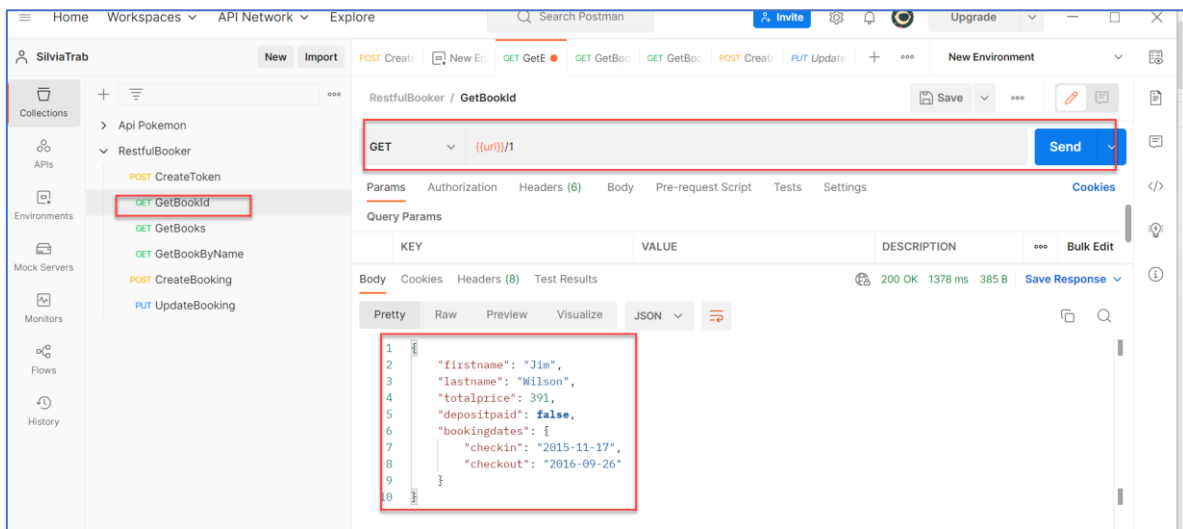 Home Workspaces API Network Explore Search Postman Invite Upgrade
SilviaTrab New Import POST Create New En GET GetB GET GetBoo GET GetBoo POST Create PUT Update New Environment
Collections
APIs
Environments
Mock Servers
Monitors
Flows
History
Api Pokemon
RestfulBooker
POST CreateToken
GET GetBookId
GET GetBooks
GET GetBookByName
POST CreateBooking
PUT UpdateBooking
RestfulBooker / GetBookId Save
GET {{url}}/1 Send
Params Authorization Headers (6) Body Pre-request Script Tests Settings Cookies
Query Params
KEY VALUE DESCRIPTION Bulk Edit
Body Cookies Headers (8) Test Results 200 OK 1378 ms 385 B Save Response
Pretty Raw Preview Visualize JSON
1 {
2 "firstname": "Jim",
3 "lastname": "Wilson",
4 "totalprice": 391,
5 "depositpaid": false,
6 "bookingdates": {
7 "checkin": "2015-11-17",
8 "checkout": "2016-09-26"
9 }
10 }